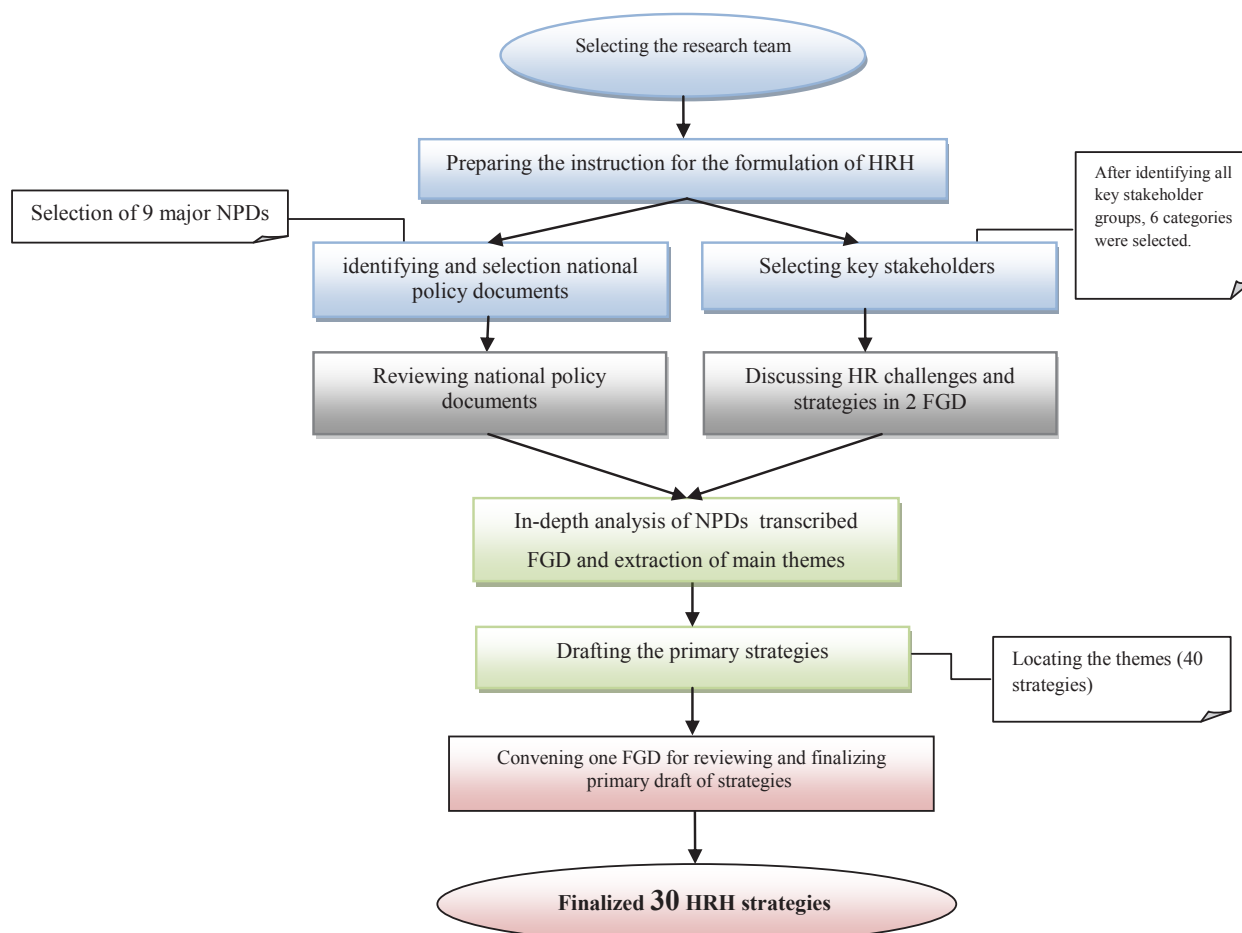 Selecting the research team
Preparing the instruction for the formulation of HRH
After identifying all
key stakeholder
groups, 6 categories
were selected.
Selection of 9 major NPDs
identifying and selection national
policy documents
Selecting key stakeholders
Reviewing national policy
documents
Discussing HR challenges and
strategies in 2 FGD
In-depth analysis of NPDs transcribed
FGD and extraction of main themes
Drafting the primary strategies
Locating the themes (40
strategies)
Convening one FGD for reviewing and finalizing
primary draft of strategies
Finalized 30 HRH strategies